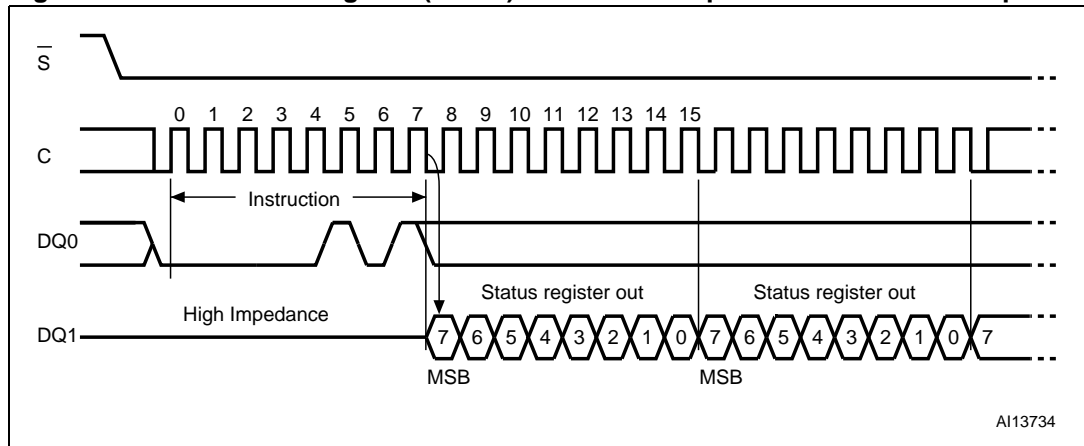 S
0 1 2 3 4 5 6 7 8 9 10 11 12 13 14 15
C
Instruction
DQ0
Status register out Status register out
High Impedance
DQ1 7 6 5 4 3 2 1 0 7 6 5 4 3 2 1 0 7
MSB MSB
AI13734